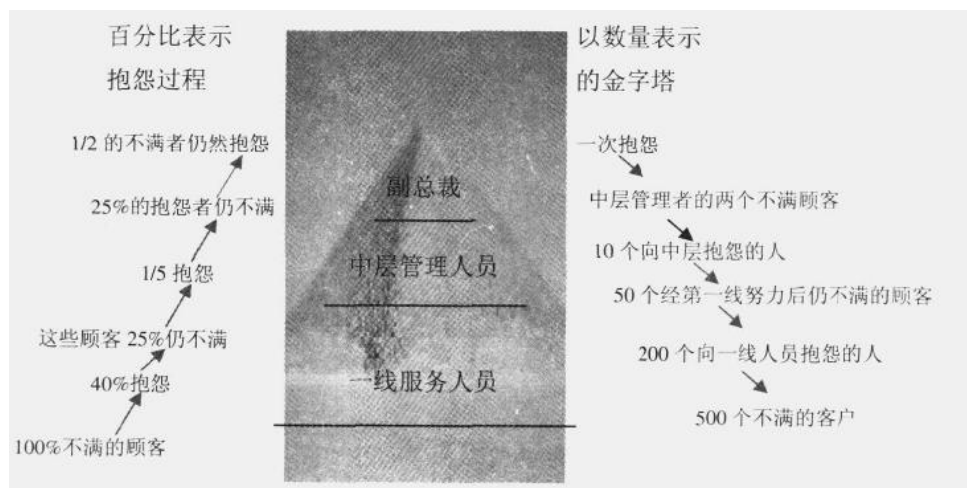 百分比表示
抱怨过程
1/2 的不满者仍然抱怨
25%的抱怨者仍不满
1/5 抱怨
这些顾客 25%仍不满
40%抱怨
100%不满的顾客
副总裁
中层管理人员
一线服务人员
以数量表示
的金字塔
一次抱怨
中层管理者的两个不满顾客
10 个向中层抱怨的人
50 个经第一线努力后仍不满的顾客
200 个向一线人员抱怨的人
500 个不满的客户